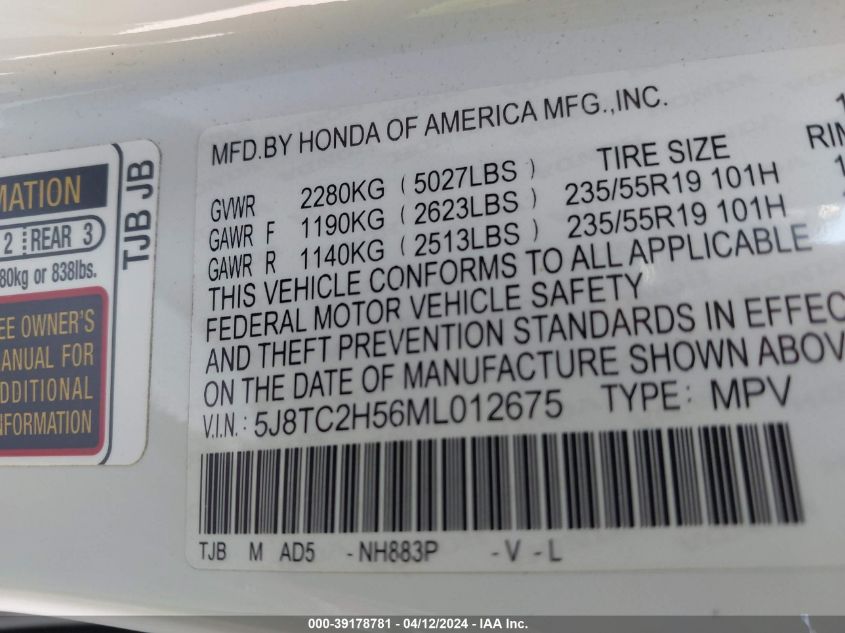 MATION
2 REAR 3
80kg or 838lbs.
EE OWNER'S
ANUAL FOR
DDITIONAL
NFORMATION
TJB JB
MFD.BY HONDA OF AMERICA MFG.,INC.
TIRE SIZE RIM
GVWR 2280KG (5027LBS)
GAWR F 1190KG (2623LBS) 235/55R19 101H
GAWR R 1140KG (2513LBS) 235/55R19 101H
THIS VEHICLE CONFORMS TO ALL APPLICABLE
FEDERAL MOTOR VEHICLE SAFETY
AND THEFT PREVENTION STANDARDS IN EFFEC
ON THE DATE OF MANUFACTURE SHOWN ABOV
V.I.N.: 5J8TC2H56ML012675 TYPE: MPV
TJB M AD5 -NH883P -V -L
000-39178781 - 04/12/2024 - IAA Inc.